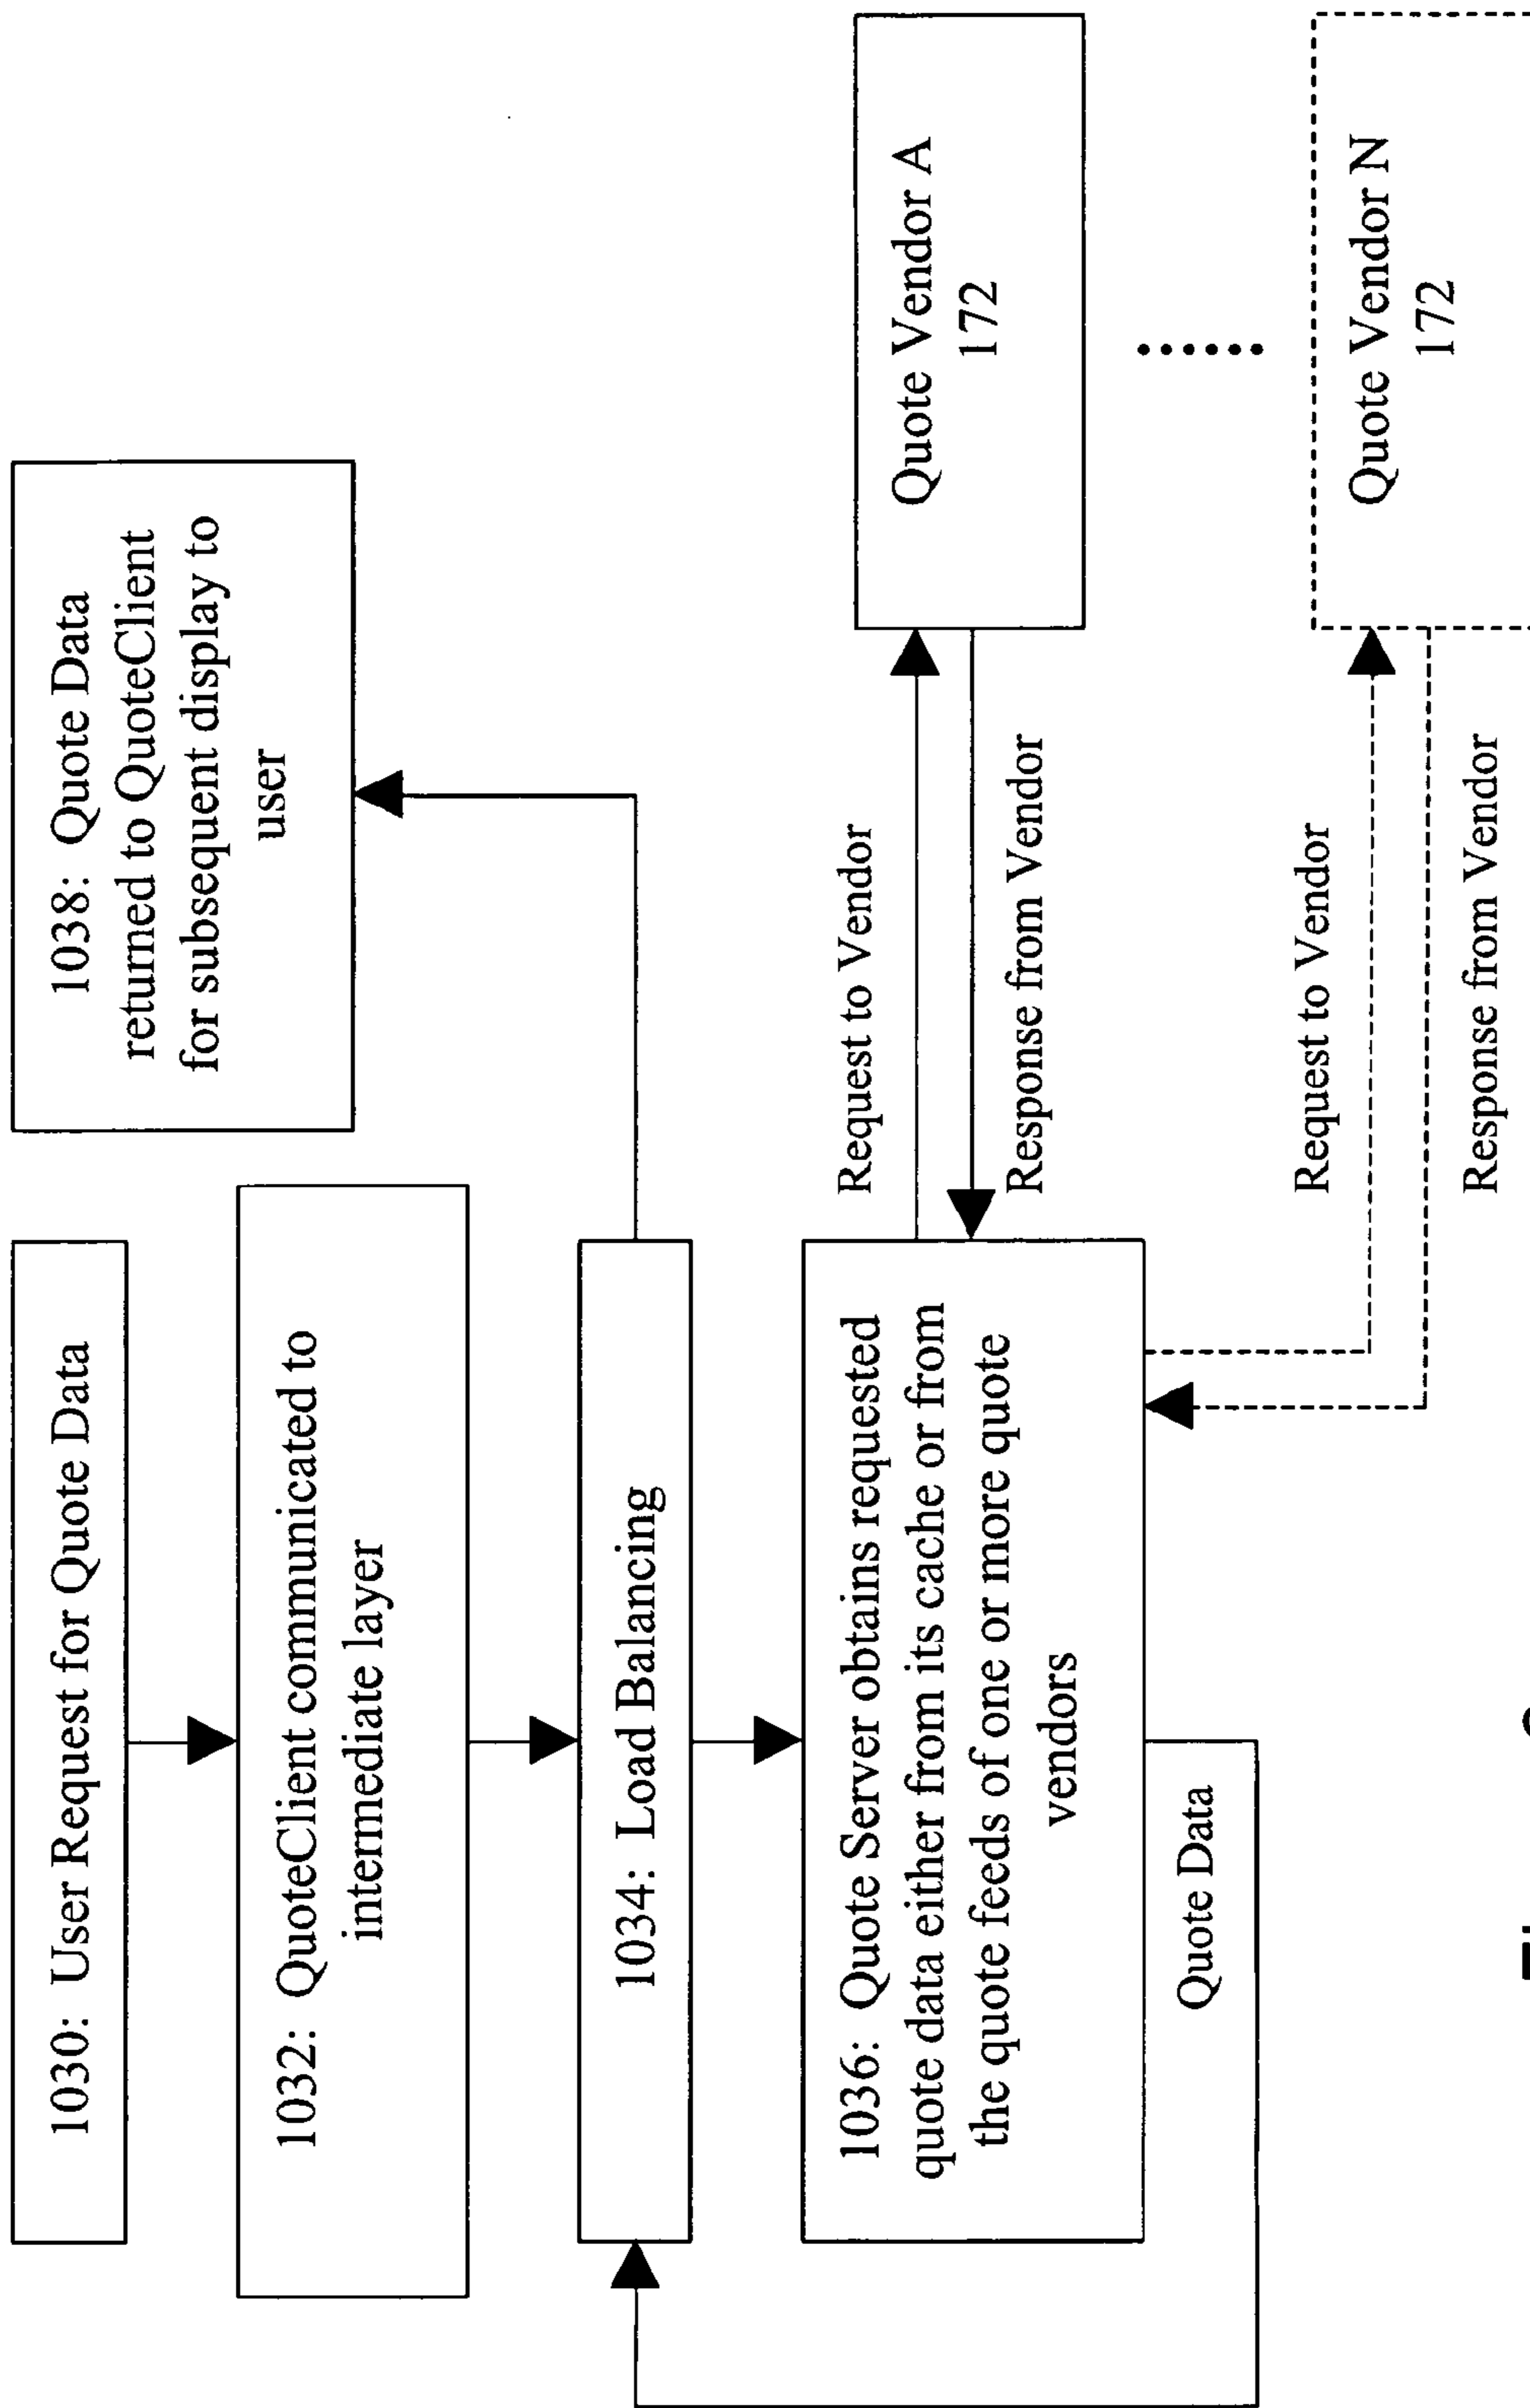 1030: User Request for Quote Data
1032: QuoteClient communicated to
intermediate layer
1034: Load Balancing
1036: Quote Server obtains requested
quote data either from its cache or from
the quote feeds of one or more quote
vendors
Quote Data
1038: Quote Data
returned to QuoteClient
for subsequent display to
user
Request to Vendor
Response from Vendor
Quote Vendor A
172
Request to Vendor
Response from Vendor
Quote Vendor N
172